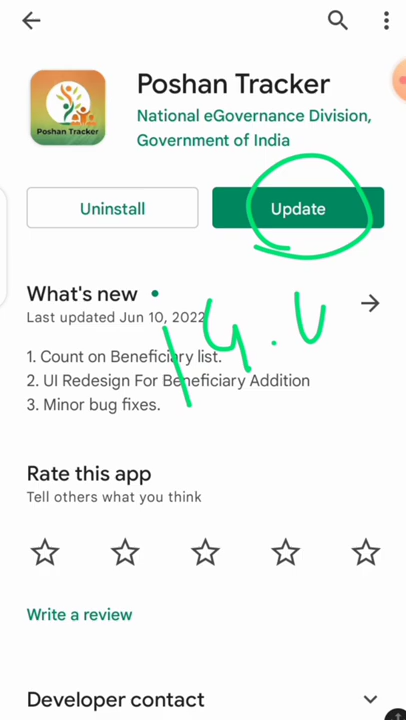 Poshan Tracker
National eGovernance Division,
Government of India
Poshan Tracker
Uninstall
Update
What's new
Last updated Jun 10, 2022
1. Count on Beneficiary list.
2. UI Redesign For Beneficiary Addition
3. Minor bug fixes.
Rate this app
Tell others what you think
Write a review
Developer contact